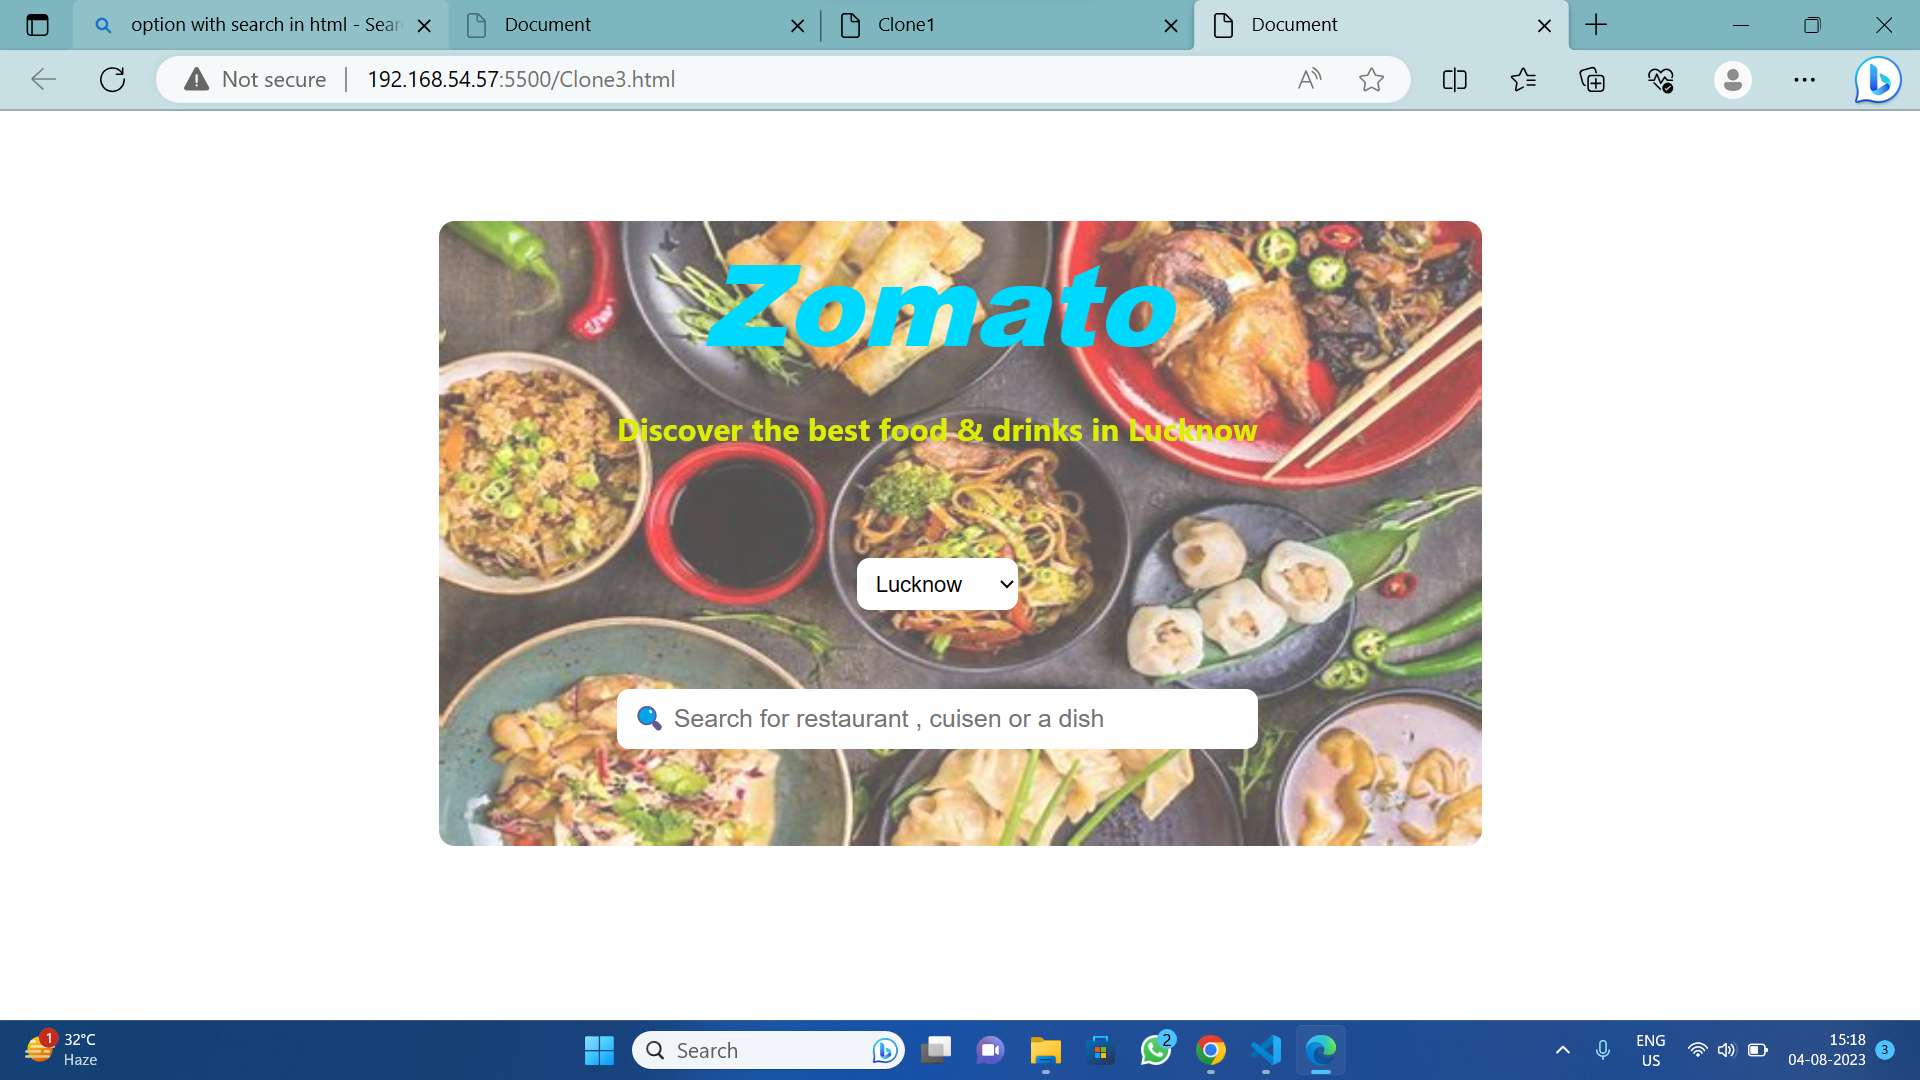 option with search in html - Sear
Document
Clone1
Document
Not secure
192.168.54.57:5500/Clone3.html
Zomato
Discover the best food & drinks in Lucknow
Lucknow
Search for restaurant , cuisen or a dish
1
32°C
Haze
Search
2
ENG
US
15:18
04-08-2023
3